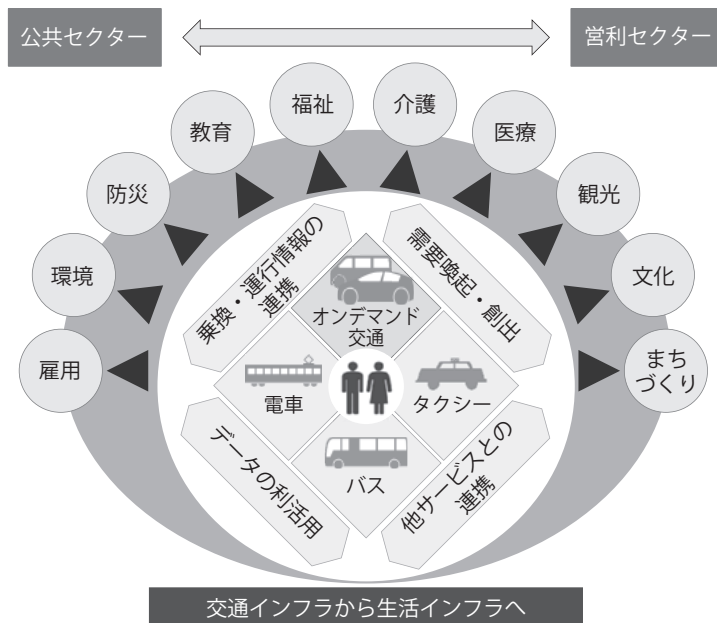 公共セクター
営利セクター
雇用
環境
防災
教育
福祉
介護
医療
観光
文化
まち
づくり
乗換・運行情報の
連携
需要喚起・創出
オンデマンド
交通
電車
タクシー
バス
データの利活用
他サービスとの
連携
交通インフラから生活インフラへ